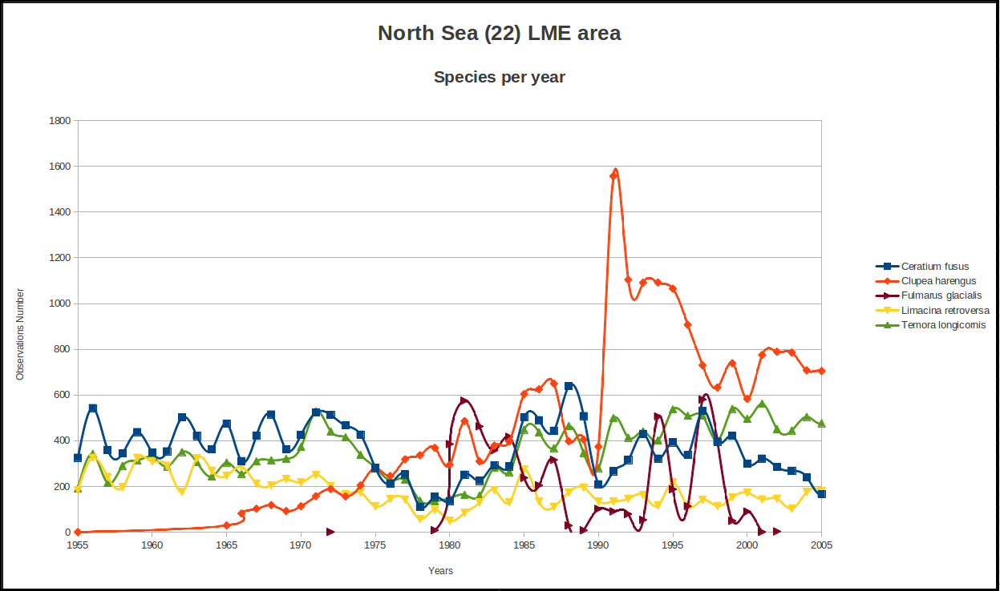 North Sea (22) LME area
Species per year
1800
1600
1400
1200
1000
800
600
400
200
0
1955 1960 1965 1970 1975 1980 1985 1990 1995 2000 2005
Observations Number
Years
Ceratium fusus
Clupea harengus
Fulmarus glacialis
Limacina retroversa
Temora longicornis